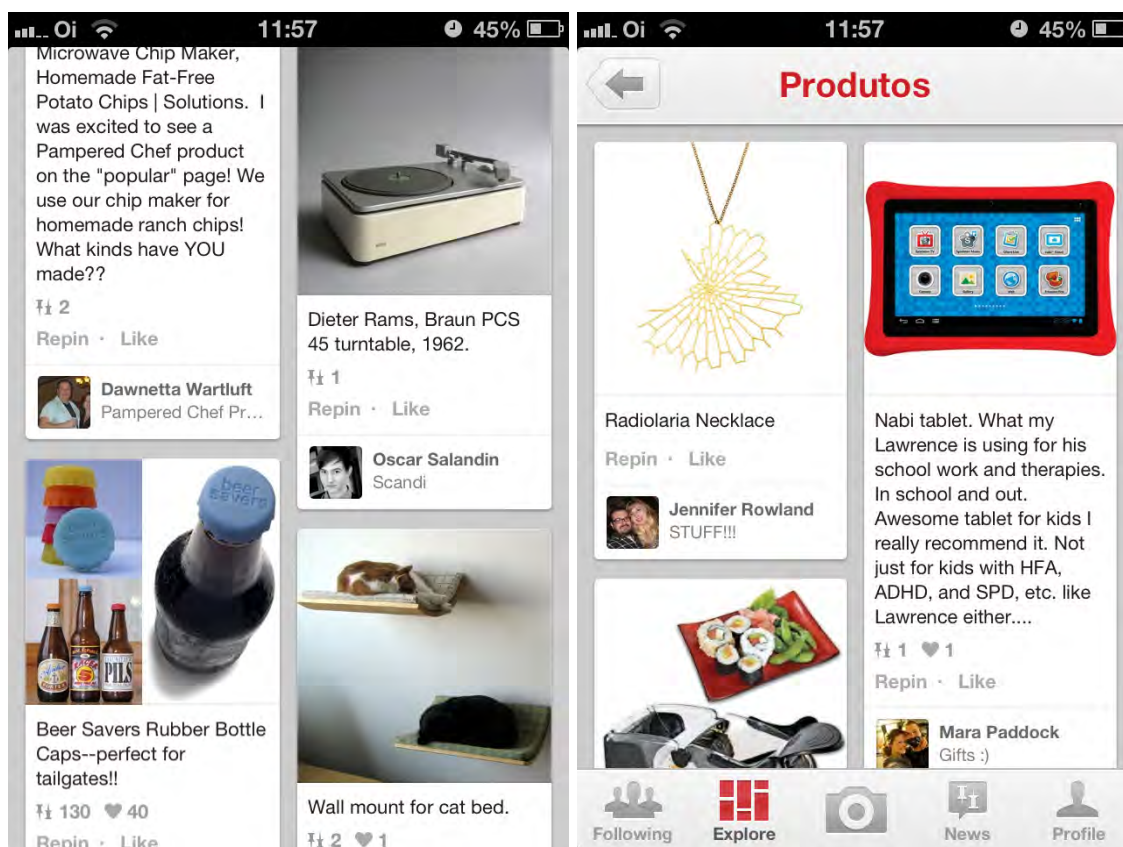 Oi 11:57 45%
Microwave Chip Maker,
Homemade Fat-Free
Potato Chips | Solutions. I
was excited to see a
Pampered Chef product
on the "popular" page! We
use our chip maker for
homemade ranch chips!
What kinds have YOU
made??
2
Repin · Like
Dawnetta Wartluft
Pampered Chef Pr...
beer
savers
PILS
Beer Savers Rubber Bottle
Caps--perfect for
tailgates!!
130 40
Repin Like
Dieter Rams, Braun PCS
45 turntable, 1962.
1
Repin · Like
Oscar Salandin
Scandi
Wall mount for cat bed.
2 1
Oi 11:57 45%
Produtos
Radiolaria Necklace
Repin · Like
Jennifer Rowland
STUFF!!!
Nabi tablet. What my
Lawrence is using for his
school work and therapies.
In school and out.
Awesome tablet for kids I
really recommend it. Not
just for kids with HFA,
ADHD, and SPD, etc. like
Lawrence either....
1 1
Repin · Like
Mara Paddock
Gifts :)
Following Explore News Profile